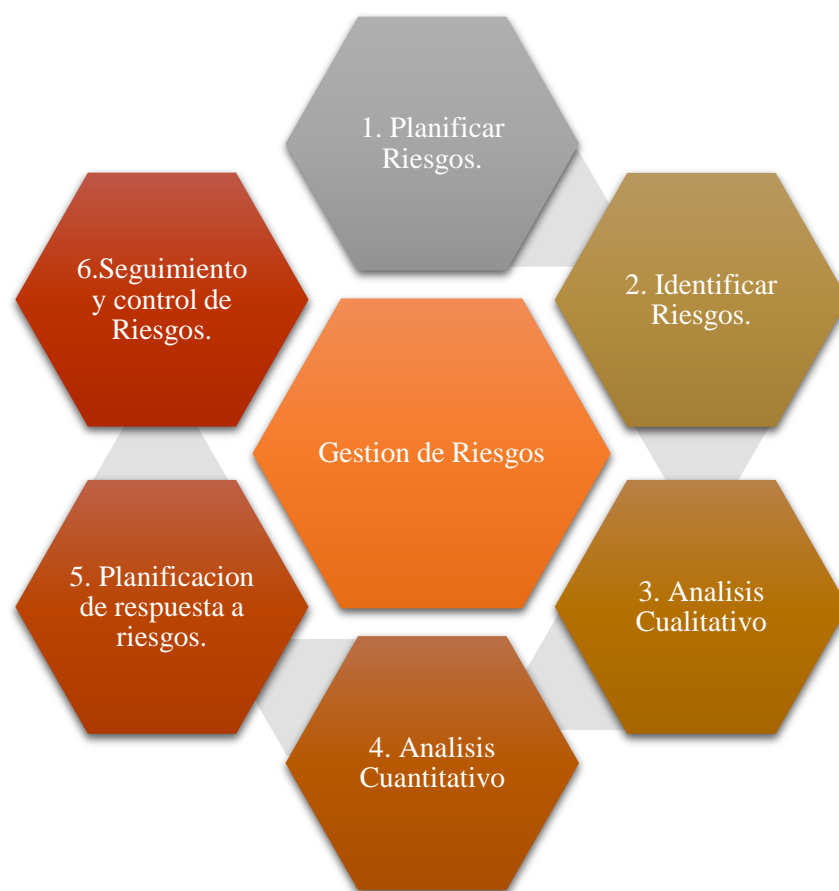 1. Planificar
Riesgos.
2. Identificar
Riesgos.
3. Analisis
Cualitativo
4. Analisis
Cuantitativo
5. Planificacion
de respuesta a
riesgos.
6.Seguimiento
y control de
Riesgos.
Gestion de Riesgos